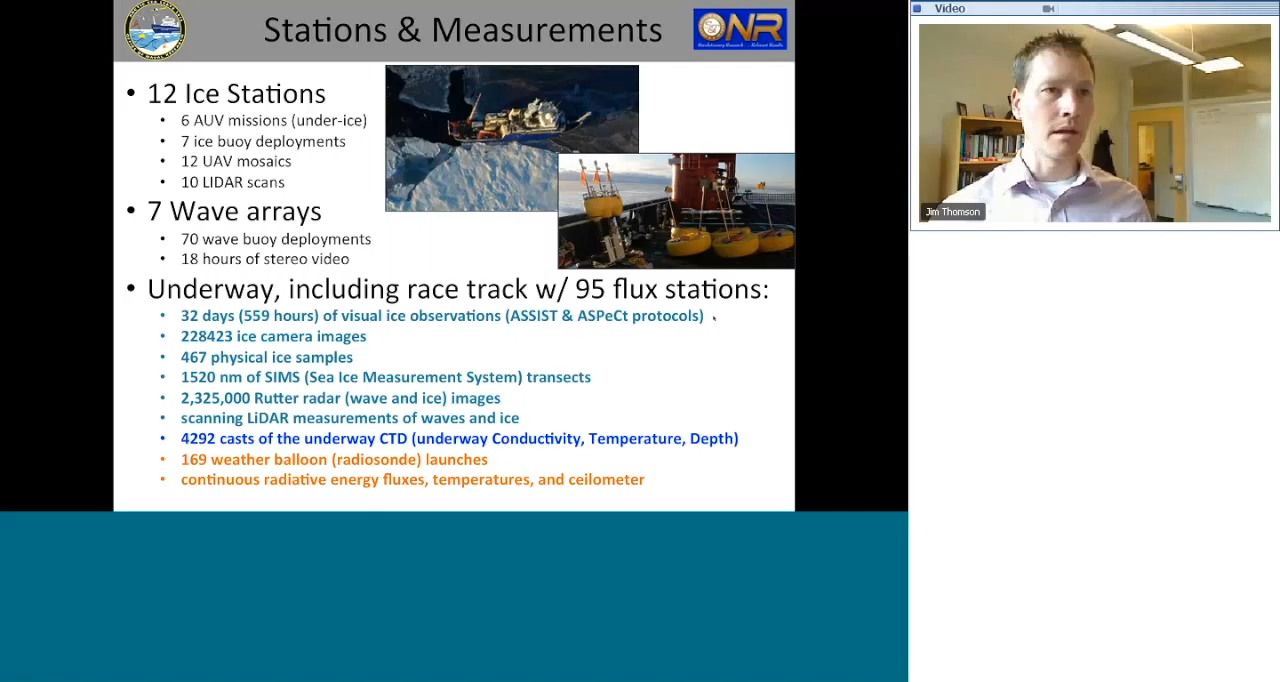 Stations & Measurements
ONR
Revolutionary Research Relevant Results
• 12 Ice Stations
• 6 AUV missions (under-ice)
• 7 ice buoy deployments
• 12 UAV mosaics
• 10 LIDAR scans
• 7 Wave arrays
• 70 wave buoy deployments
• 18 hours of stereo video
• Underway, including race track w/ 95 flux stations:
• 32 days (559 hours) of visual ice observations (ASSIST & ASPeCt protocols)
• 228423 ice camera images
• 467 physical ice samples
• 1520 nm of SIMS (Sea Ice Measurement System) transects
• 2,325,000 Rutter radar (wave and ice) images
• scanning LiDAR measurements of waves and ice
• 4292 casts of the underway CTD (underway Conductivity, Temperature, Depth)
• 169 weather balloon (radiosonde) launches
• continuous radiative energy fluxes, temperatures, and ceilometer
Video
Jim Thomson